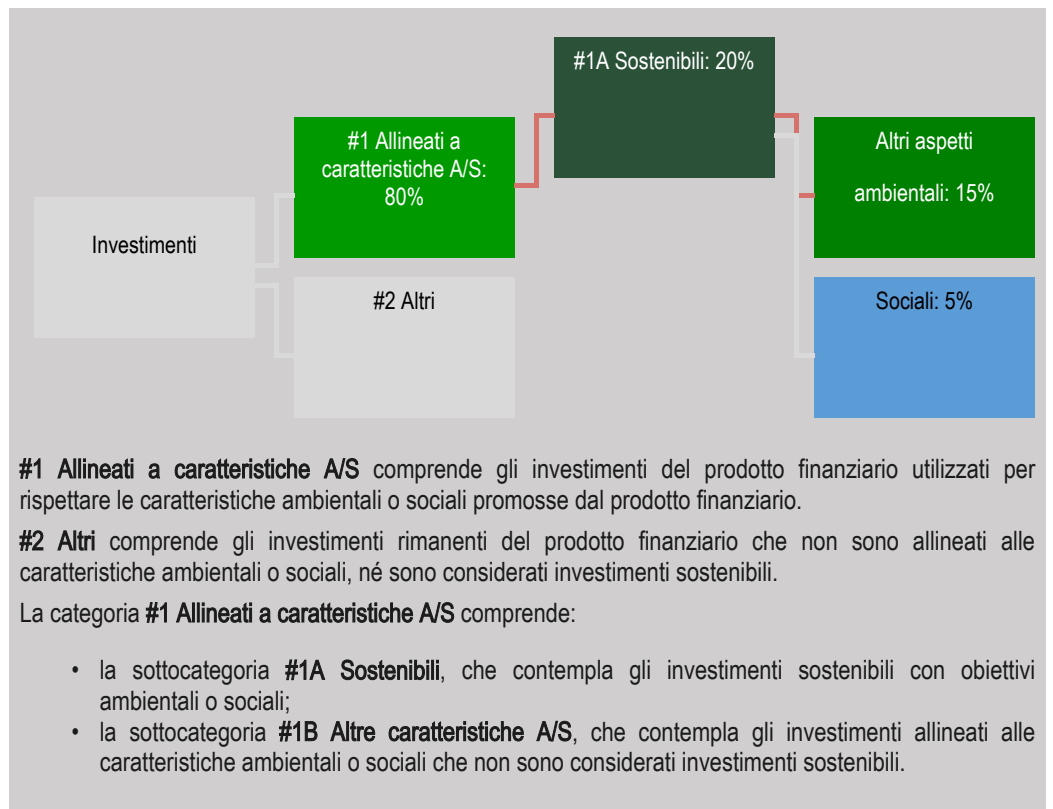 #1A Sostenibili: 20%
#1 Allineati a
caratteristiche A/S:
80%
Altri aspetti
ambientali: 15%
Investimenti
#2 Altri
Sociali: 5%
#1 Allineati a caratteristiche A/S comprende gli investimenti del prodotto finanziario utilizzati per
rispettare le caratteristiche ambientali o sociali promosse dal prodotto finanziario.
#2 Altri comprende gli investimenti rimanenti del prodotto finanziario che non sono allineati alle
caratteristiche ambientali o sociali, né sono considerati investimenti sostenibili.
La categoria #1 Allineati a caratteristiche A/S comprende:
• la sottocategoria #1A Sostenibili, che contempla gli investimenti sostenibili con obiettivi
ambientali o sociali;
• la sottocategoria #1B Altre caratteristiche A/S, che contempla gli investimenti allineati alle
caratteristiche ambientali o sociali che non sono considerati investimenti sostenibili.